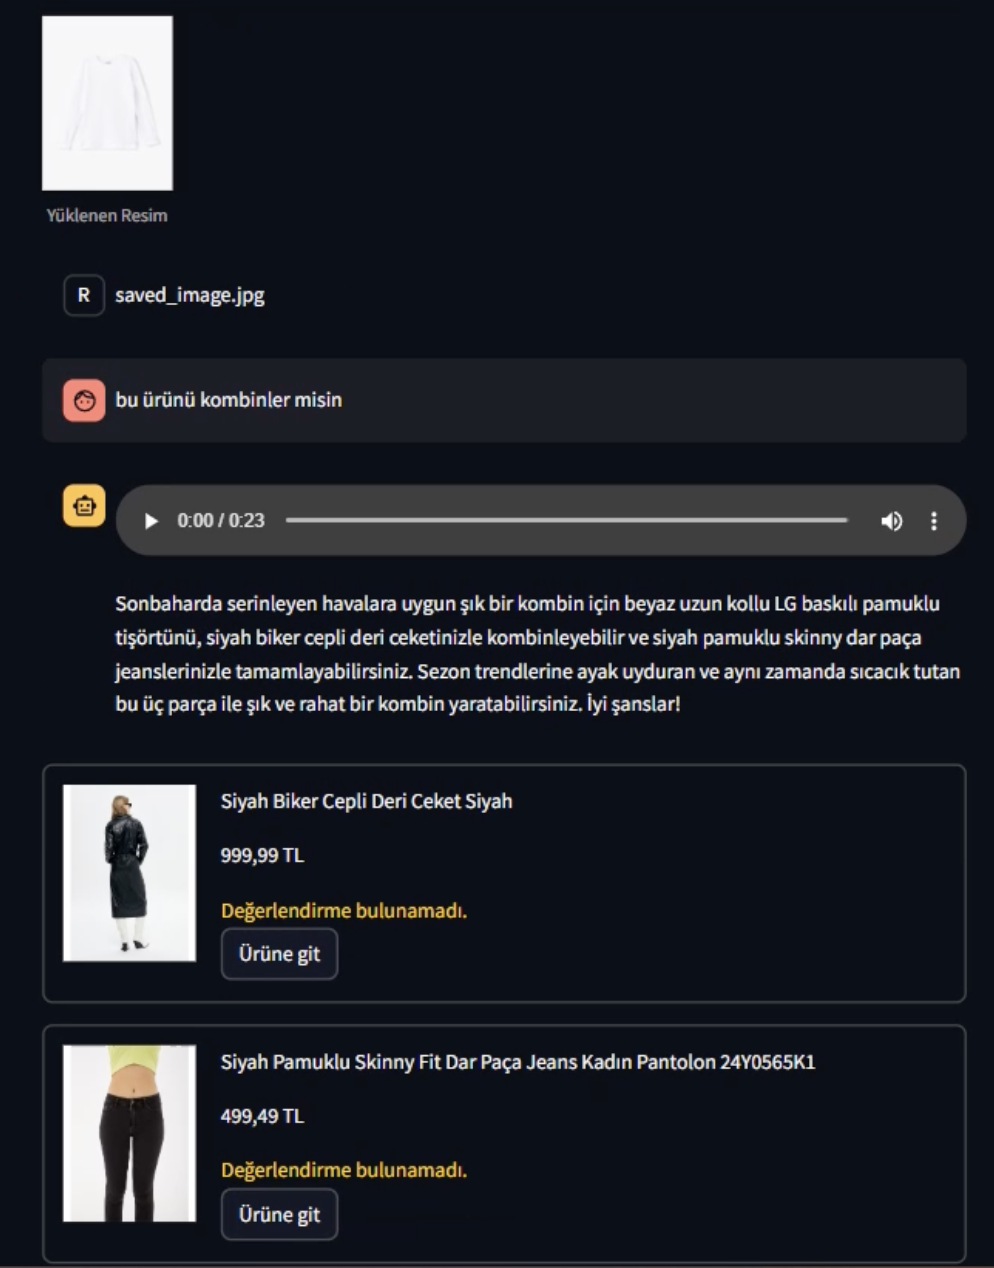 Yüklenen Resim
R saved_image.jpg
bu ürünü kombinler misin
0:00 / 0:23
Sonbaharda serinleyen havalara uygun şık bir kombin için beyaz uzun kollu LG baskılı pamuklu
tişörtünü, siyah biker cepli deri ceketinizle kombinleyebilir ve siyah pamuklu skinny dar paça
jeanslerinizle tamamlayabilirsiniz. Sezon trendlerine ayak uyduran ve aynı zamanda sıcacık tutan
bu üç parça ile şık ve rahat bir kombin yaratabilirsiniz. İyi şanslar!
Siyah Biker Cepli Deri Ceket Siyah
999,99 TL
Değerlendirme bulunamadı.
Ürüne git
Siyah Pamuklu Skinny Fit Dar Paça Jeans Kadın Pantolon 24Y0565K1
499,49 TL
Değerlendirme bulunamadı.
Ürüne git